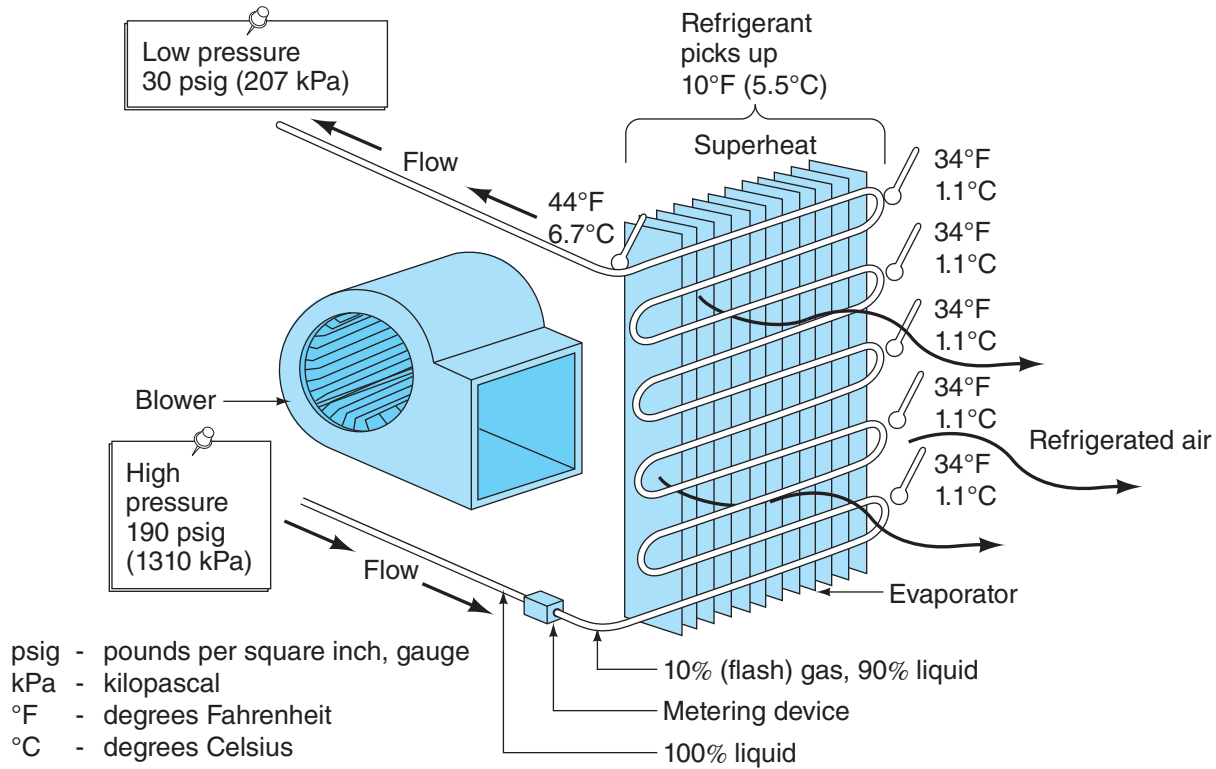 Low pressure
30 psig (207 kPa)
Refrigerant
picks up
10°F (5.5°C)
Superheat
Flow
44°F
6.7°C
34°F
1.1°C
34°F
1.1°C
34°F
1.1°C
34°F
1.1°C
34°F
1.1°C
Blower
Refrigerated air
High
pressure
190 psig
(1310 kPa)
Flow
Evaporator
10% (flash) gas, 90% liquid
Metering device
100% liquid
psig - pounds per square inch, gauge
kPa - kilopascal
°F - degrees Fahrenheit
°C - degrees Celsius